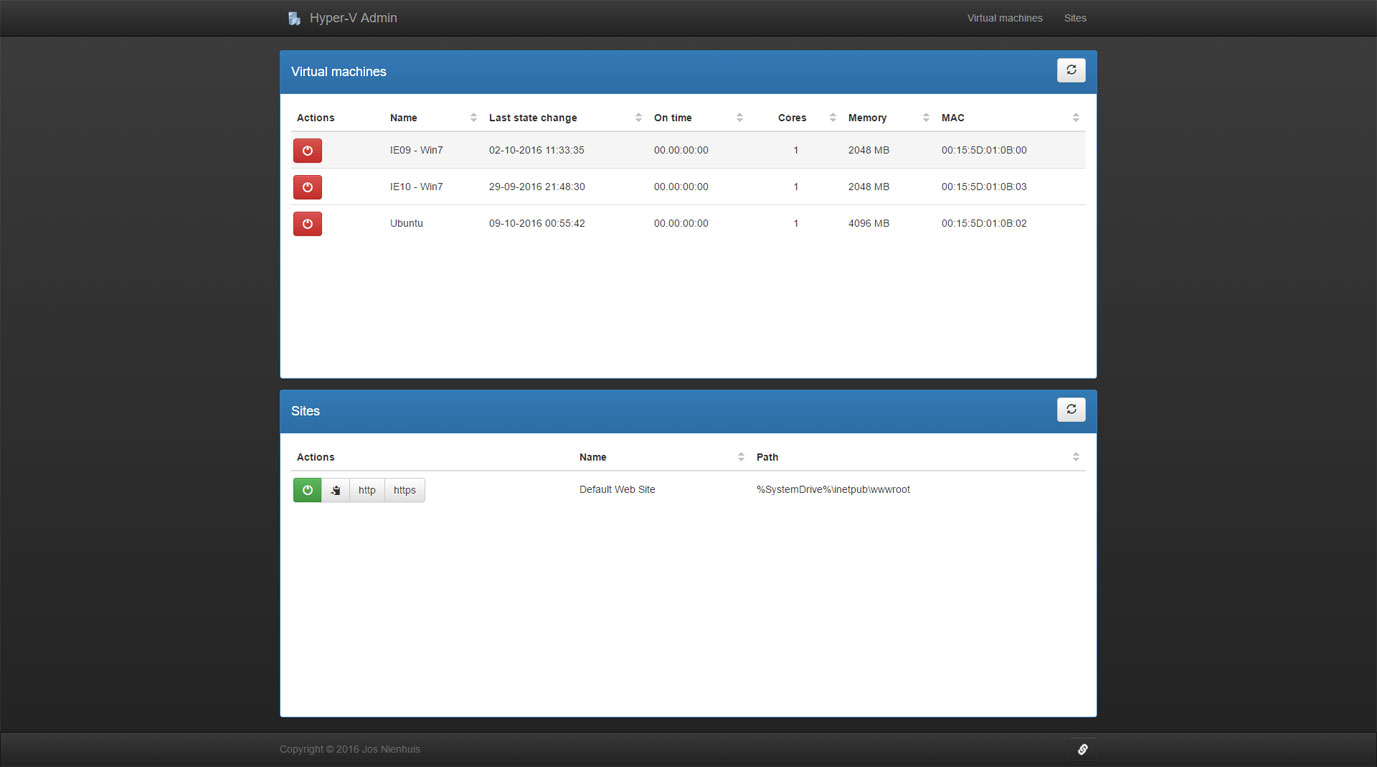 Hyper-V Admin Virtual machines Sites
Virtual machines
Actions Name Last state change On time Cores Memory MAC
IE09 - Win7 02-10-2016 11:33:35 00.00:00:00 1 2048 MB 00:15:5D:01:0B:00
IE10 - Win7 29-09-2016 21:48:30 00.00:00:00 1 2048 MB 00:15:5D:01:0B:03
Ubuntu 09-10-2016 00:55:42 00.00:00:00 1 4096 MB 00:15:5D:01:0B:02
Sites
Actions Name Path
http https Default Web Site %SystemDrive%\inetpub\wwwroot
Copyright © 2016 Jos Nienhuis